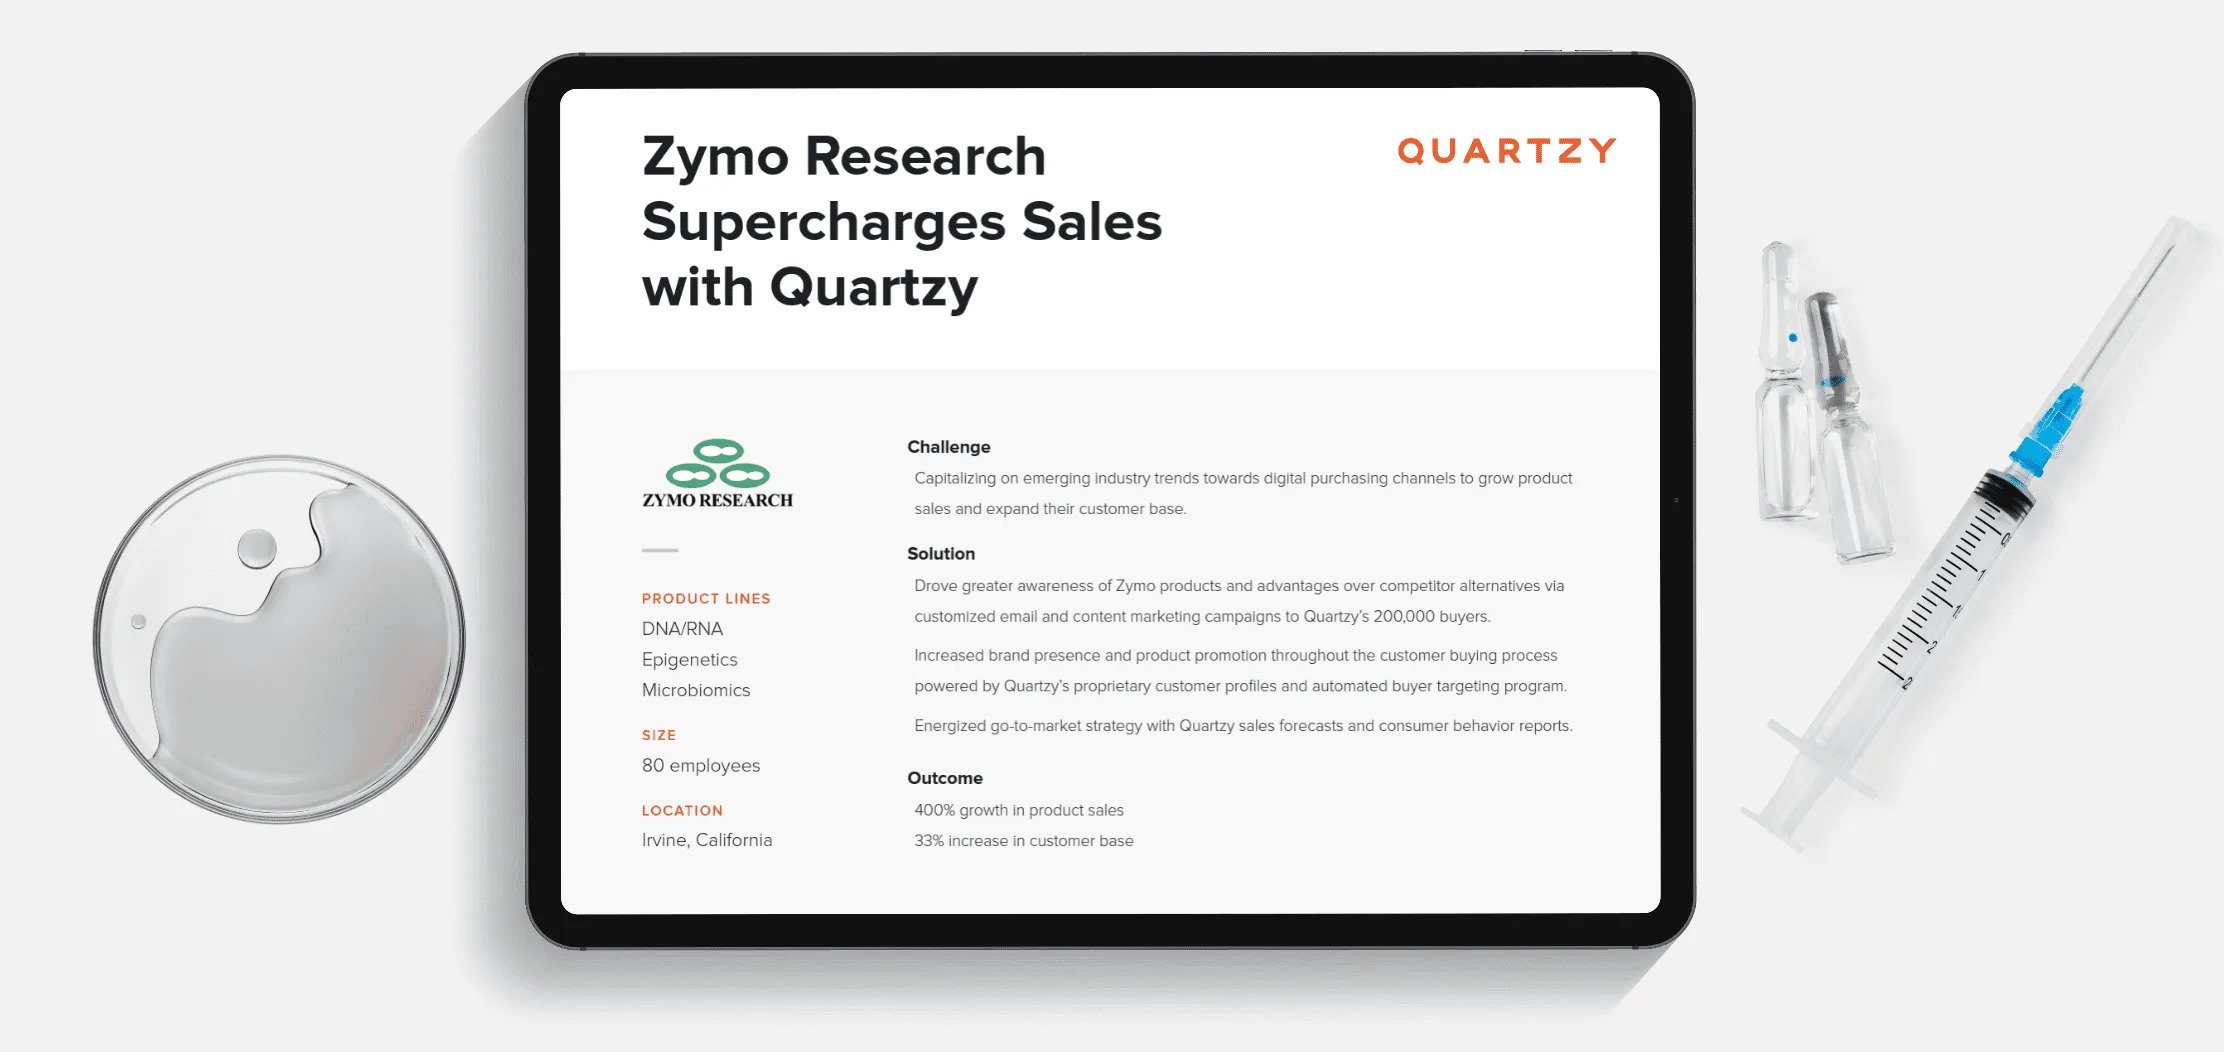 Zymo Research
Supercharges Sales
with Quartzy
QUARTZY
ZYMO RESEARCH
PRODUCT LINES
DNA/RNA
Epigenetics
Microbiomics
SIZE
80 employees
LOCATION
Irvine, California
Challenge
Capitalizing on emerging industry trends towards digital purchasing channels to grow product
sales and expand their customer base.
Solution
Drove greater awareness of Zymo products and advantages over competitor alternatives via
customized email and content marketing campaigns to Quartzy's 200,000 buyers.
Increased brand presence and product promotion throughout the customer buying process
powered by Quartzy's proprietary customer profiles and automated buyer targeting program.
Energized go-to-market strategy with Quartzy sales forecasts and consumer behavior reports.
Outcome
400% growth in product sales
33% increase in customer base
0
1
1
2
2